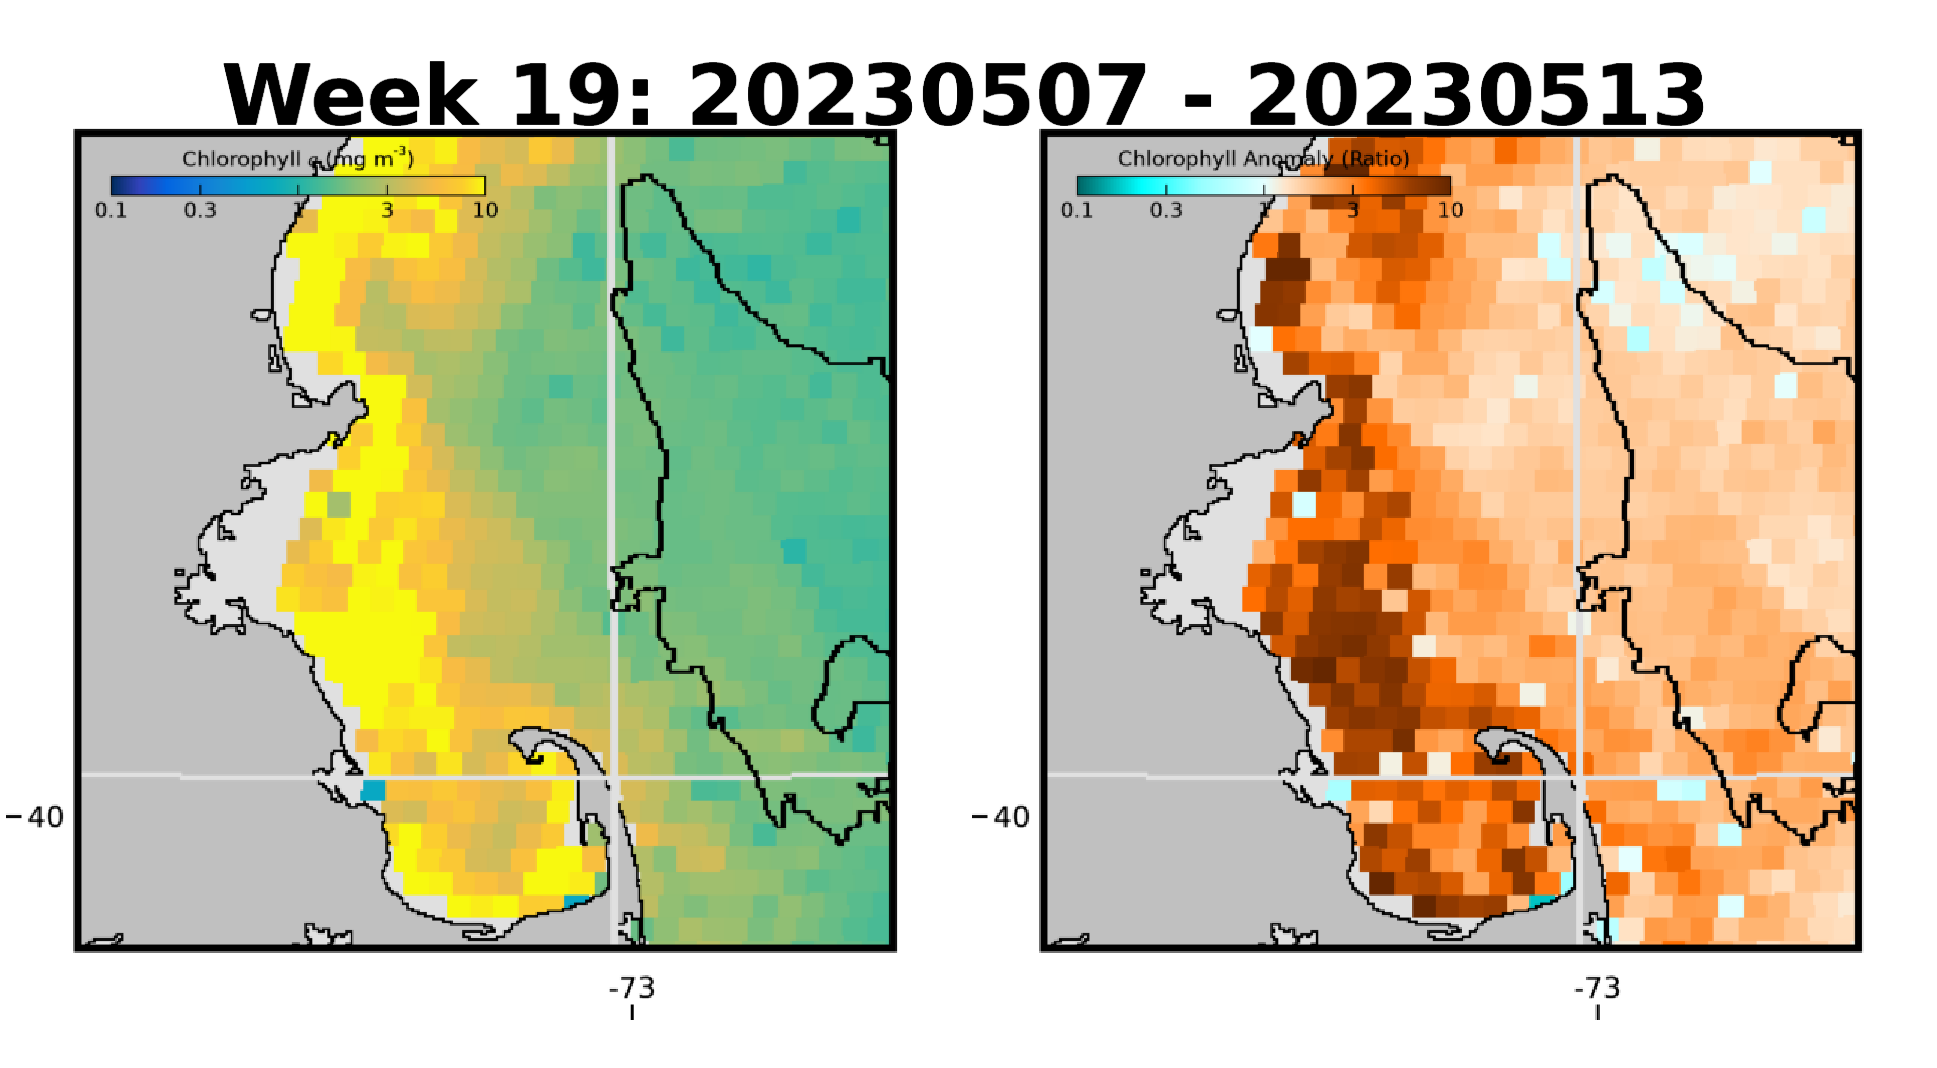 Week 19: 20230507 - 20230513
Chlorophyll a (mg m-3)
0.1 0.3 1 3 10
Chlorophyll Anomaly (Ratio)
0.1 0.3 1 3 10
-40
-40
-73
-73